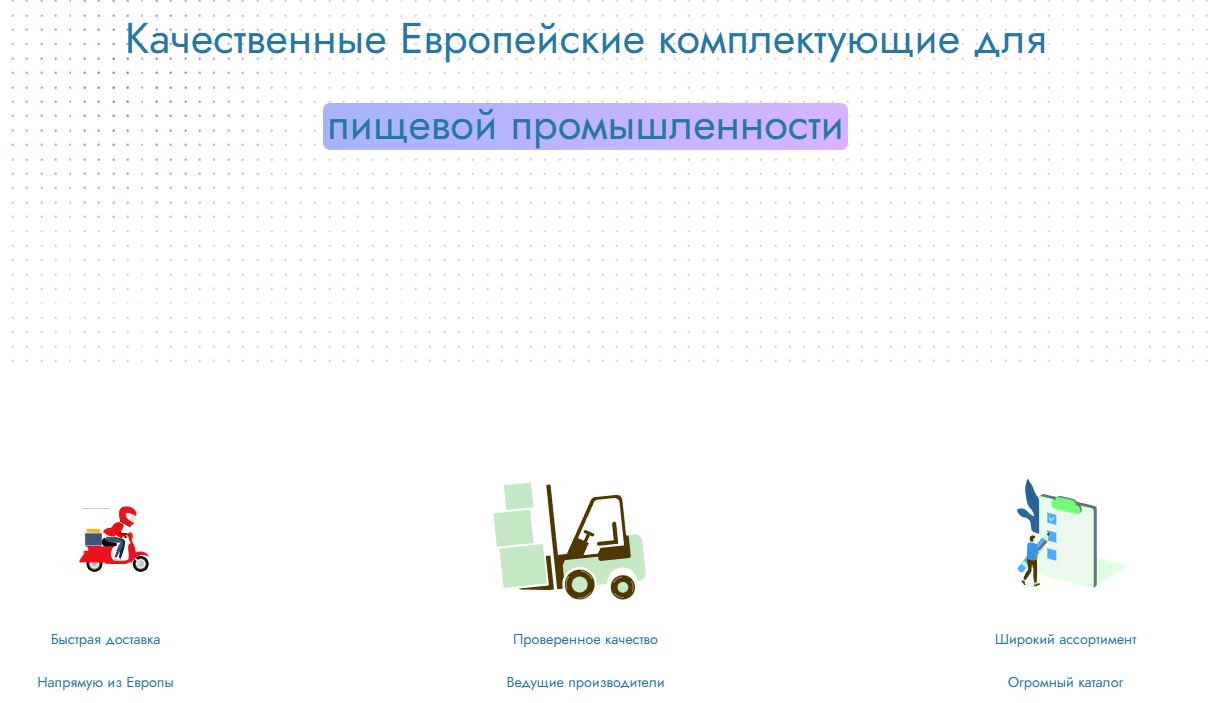 Качественные Европейские комплектующие для
пищевой промышленности
Быстрая доставка
Напрямую из Европы
Проверенное качество
Ведущие производители
Широкий ассортимент
Огромный каталог